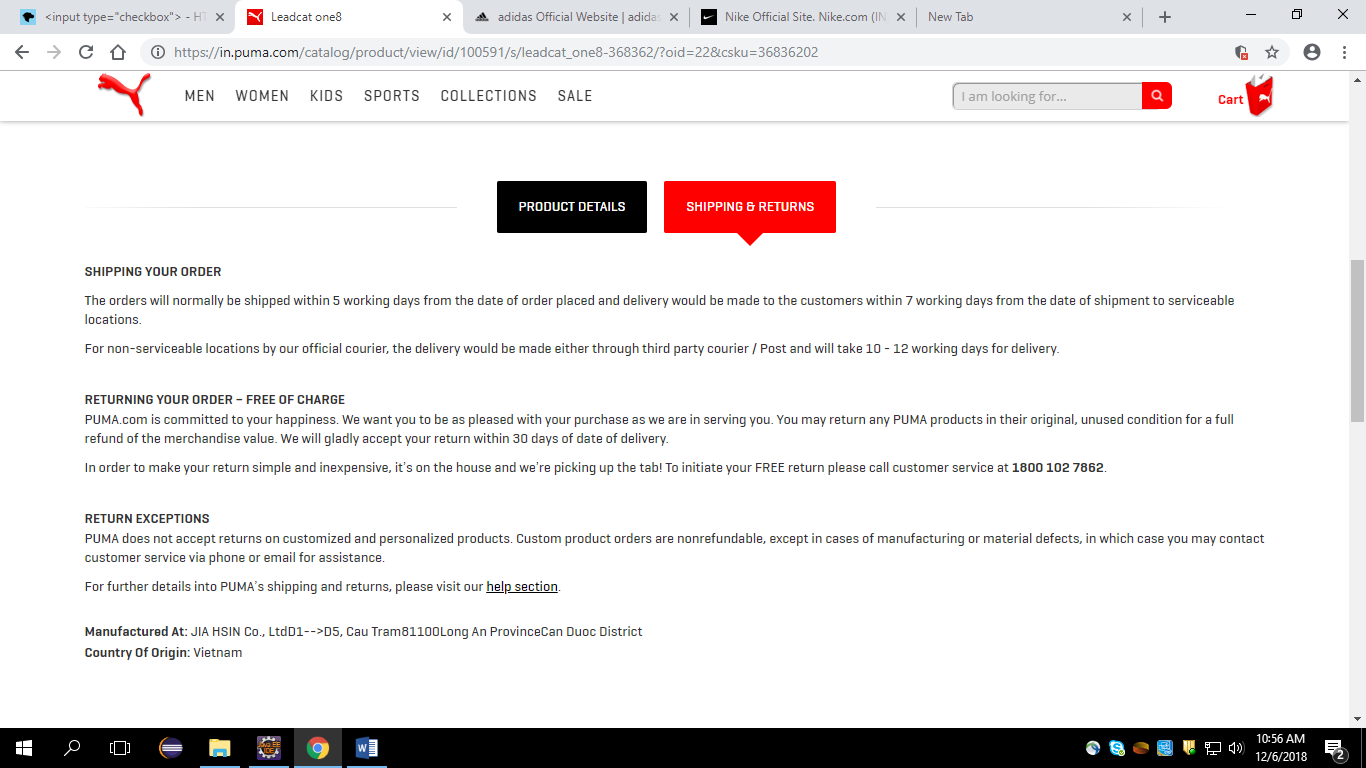 <input type="checkbox"> - HT
Leadcat one8
adidas Official Website | adidas
Nike Official Site. Nike.com (IN
New Tab
https://in.puma.com/catalog/product/view/id/100591/s/leadcat_one8-368362/?oid=22&csku=36836202
MEN WOMEN KIDS SPORTS COLLECTIONS SALE
I am looking for...
Cart
PRODUCT DETAILS
SHIPPING & RETURNS
SHIPPING YOUR ORDER
The orders will normally be shipped within 5 working days from the date of order placed and delivery would be made to the customers within 7 working days from the date of shipment to serviceable
locations.
For non-serviceable locations by our official courier, the delivery would be made either through third party courier / Post and will take 10 - 12 working days for delivery.
RETURNING YOUR ORDER – FREE OF CHARGE
PUMA.com is committed to your happiness. We want you to be as pleased with your purchase as we are in serving you. You may return any PUMA products in their original, unused condition for a full
refund of the merchandise value. We will gladly accept your return within 30 days of date of delivery.
In order to make your return simple and inexpensive, it's on the house and we're picking up the tab! To initiate your FREE return please call customer service at 1800 102 7862.
RETURN EXCEPTIONS
PUMA does not accept returns on customized and personalized products. Custom product orders are nonrefundable, except in cases of manufacturing or material defects, in which case you may contact
customer service via phone or email for assistance.
For further details into PUMA's shipping and returns, please visit our help section.
Manufactured At: JIA HSIN Co., LtdD1-->D5, Cau Tram81100Long An ProvinceCan Duoc District
Country Of Origin: Vietnam
10:56 AM
12/6/2018
2